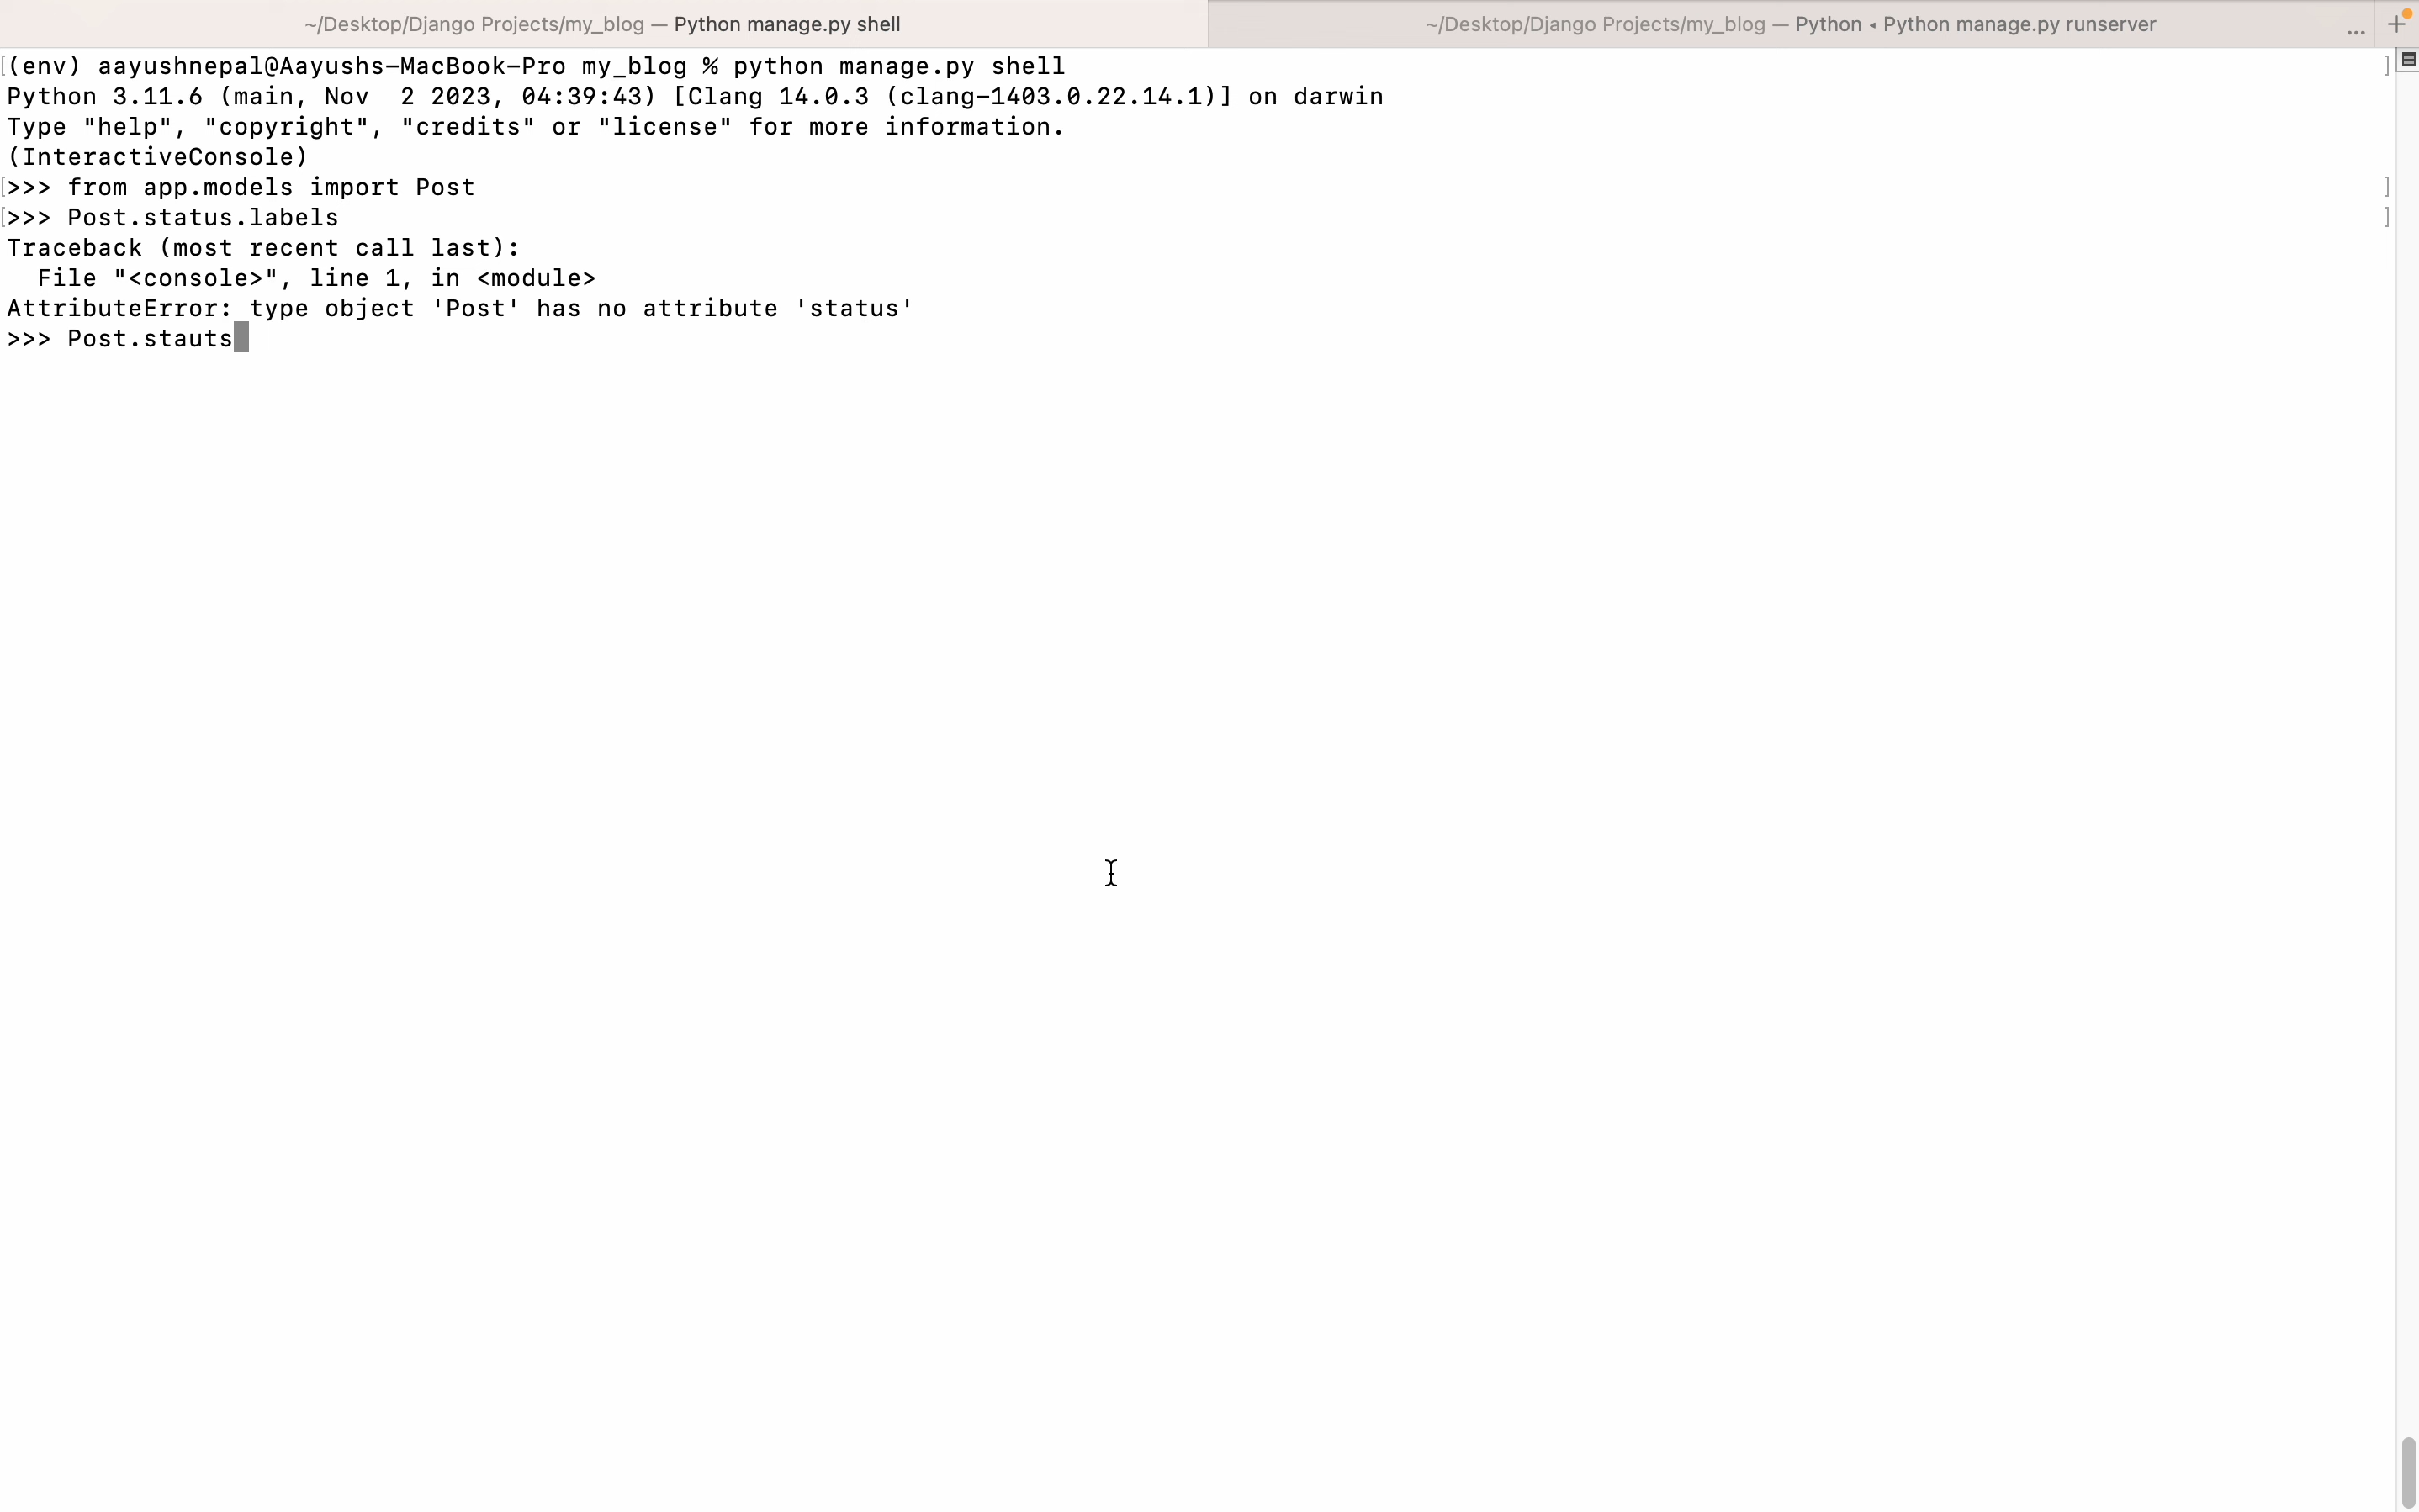 ~/Desktop/Django Projects/my_blog — Python manage.py shell
~/Desktop/Django Projects/my_blog — Python ◂ Python manage.py runserver ... +
(env) aayushnepal@Aayushs-MacBook-Pro my_blog % python manage.py shell
Python 3.11.6 (main, Nov  2 2023, 04:39:43) [Clang 14.0.3 (clang-1403.0.22.14.1)] on darwin
Type "help", "copyright", "credits" or "license" for more information.
(InteractiveConsole)
>>> from app.models import Post
>>> Post.status.labels
Traceback (most recent call last):
  File "<console>", line 1, in <module>
AttributeError: type object 'Post' has no attribute 'status'
>>> Post.stauts